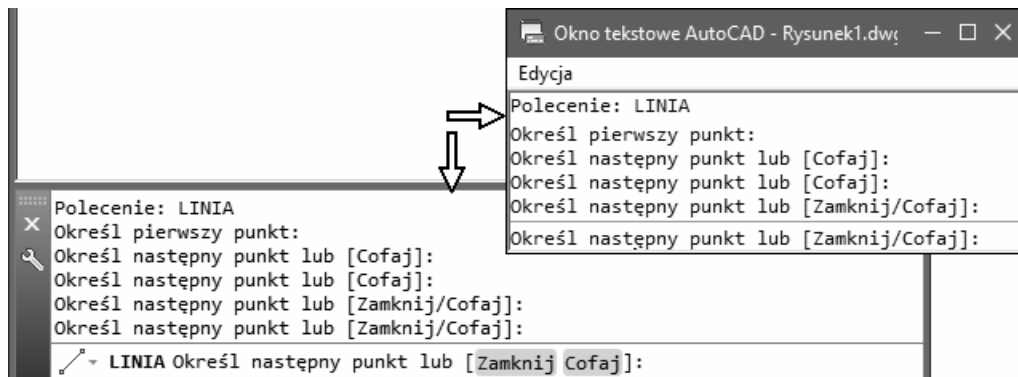 Okno tekstowe AutoCAD - Rysunek1.dwg
Edycja
Polecenie: LINIA
Określ pierwszy punkt:
Określ następny punkt lub [Cofaj]:
Określ następny punkt lub [Cofaj]:
Określ następny punkt lub [Zamknij/Cofaj]:
Określ następny punkt lub [Zamknij/Cofaj]:
Polecenie: LINIA
Określ pierwszy punkt:
Określ następny punkt lub [Cofaj]:
Określ następny punkt lub [Cofaj]:
Określ następny punkt lub [Zamknij/Cofaj]:
Określ następny punkt lub [Zamknij/Cofaj]:
LINIA Określ następny punkt lub [Zamknij Cofaj]: